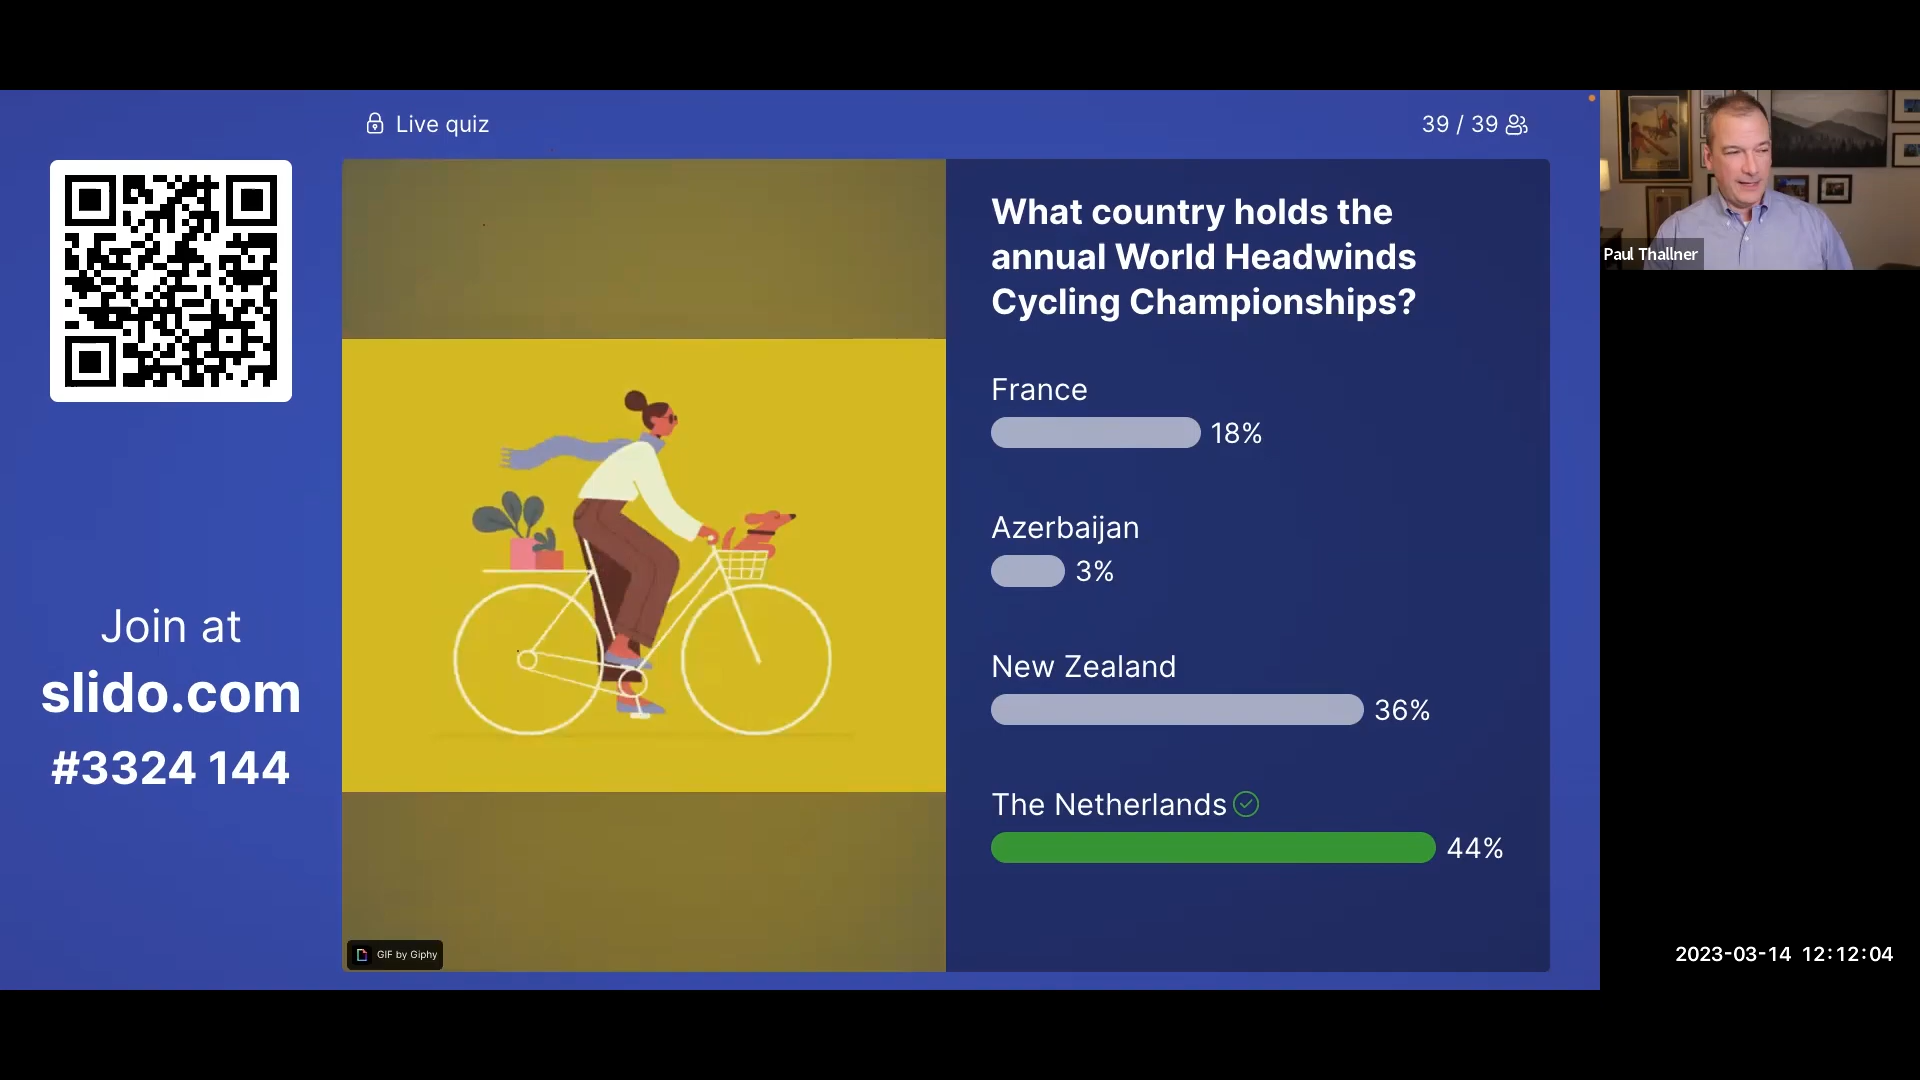 Live quiz
39 / 39
Join at
slido.com
#3324 144
What country holds the
annual World Headwinds
Cycling Championships?
France
18%
Azerbaijan
3%
New Zealand
36%
The Netherlands
44%
GIF by Giphy
Paul Thallner
2023-03-14 12:12:04